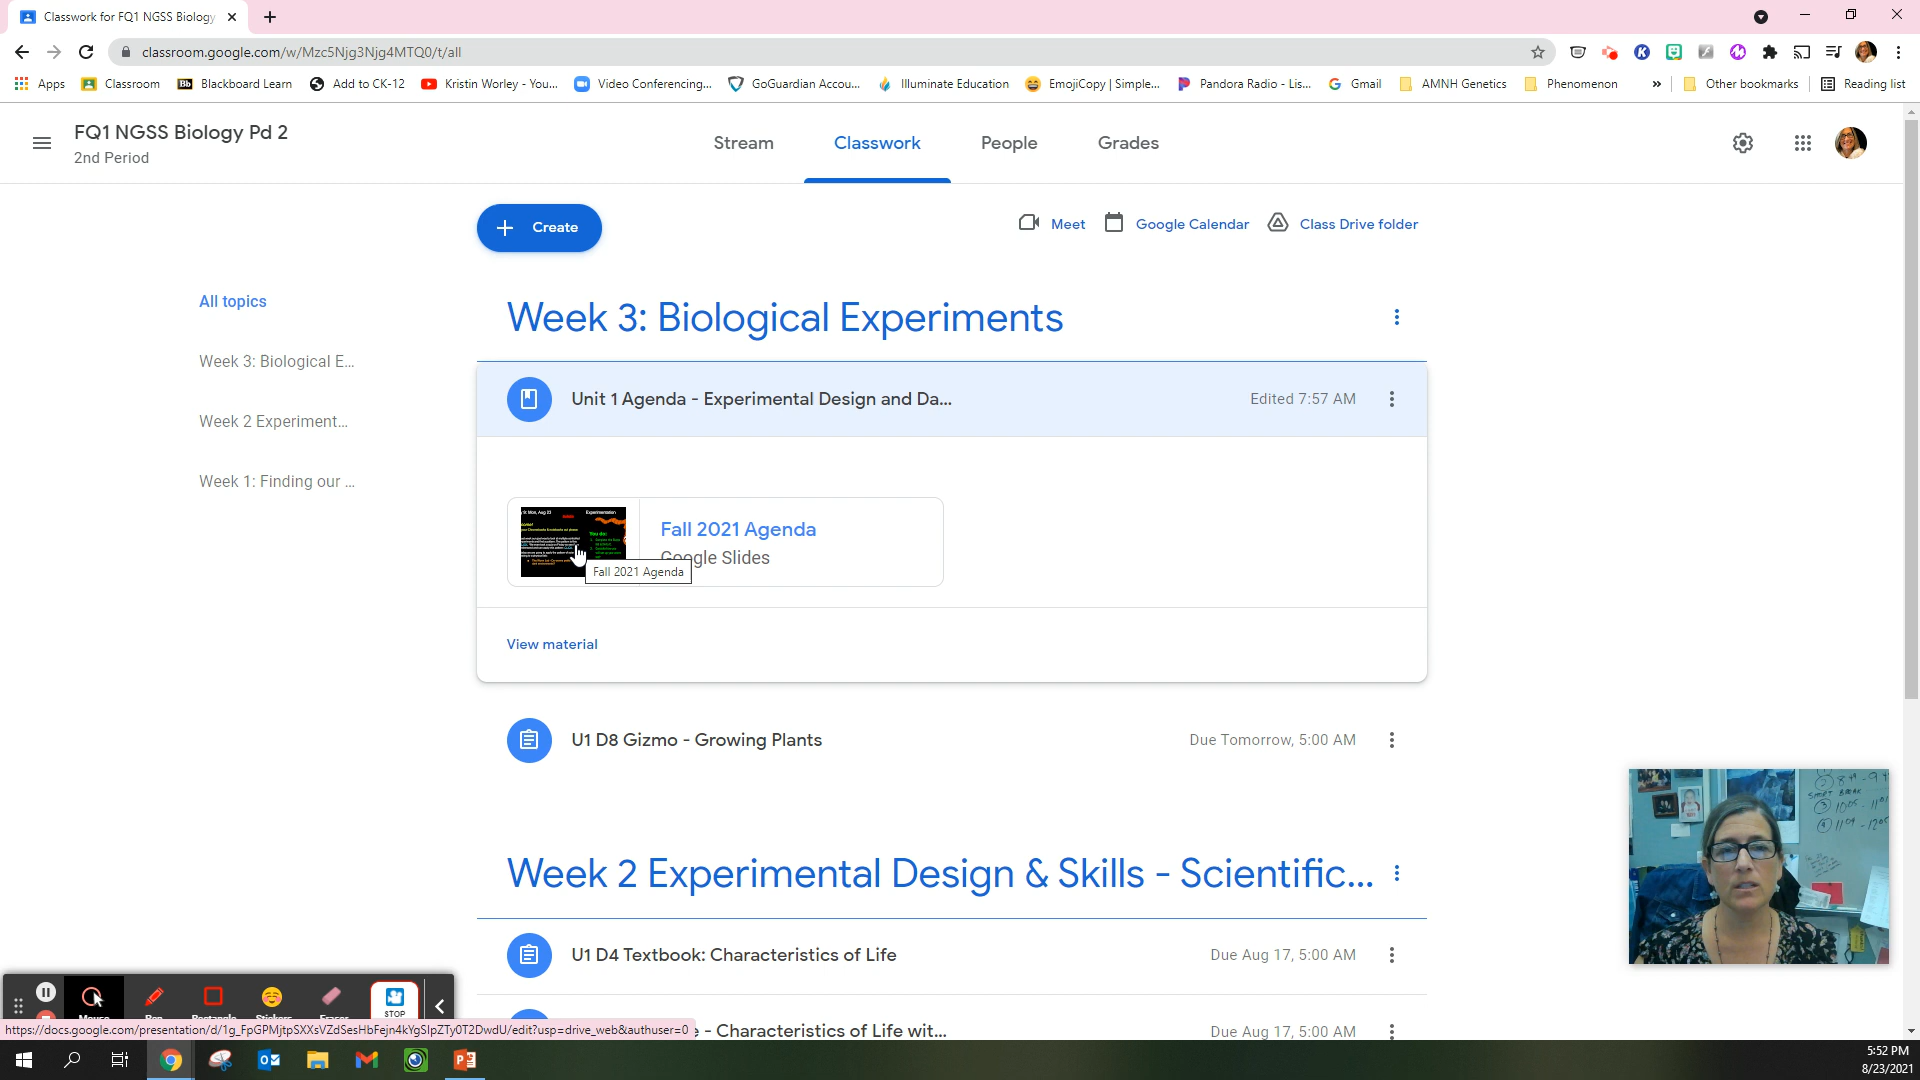 Classwork for FQ1 NGSS Biology
classroom.google.com/w/Mzc5Njg3Njg4MTQ0/t/all
Apps
Classroom
Bb Blackboard Learn
Add to CK-12
Kristin Worley - You...
Video Conferencing...
GoGuardian Accou...
Illuminate Education
EmojiCopy | Simple...
Pandora Radio - Lis...
Gmail
AMNH Genetics
Phenomenon
»
Other bookmarks
Reading list
FQ1 NGSS Biology Pd 2
2nd Period
Stream
Classwork
People
Grades
+ Create
Meet
Google Calendar
Class Drive folder
All topics
Week 3: Biological E...
Week 2 Experiment...
Week 1: Finding our ...
Week 3: Biological Experiments
Unit 1 Agenda - Experimental Design and Da...
Edited 7:57 AM
Fall 2021 Agenda
Google Slides
Fall 2021 Agenda
View material
U1 D8 Gizmo - Growing Plants
Due Tomorrow, 5:00 AM
Week 2 Experimental Design & Skills - Scientific...
U1 D4 Textbook: Characteristics of Life
Due Aug 17, 5:00 AM
- Characteristics of Life wit...
Due Aug 17, 5:00 AM
STOP
https://docs.google.com/presentation/d/1g_FpGPMjtpSXXsVZdSesHbFejn4kYgSIpZTy0T2DwdU/edit?usp=drive_web&authuser=0
5:52 PM
8/23/2021